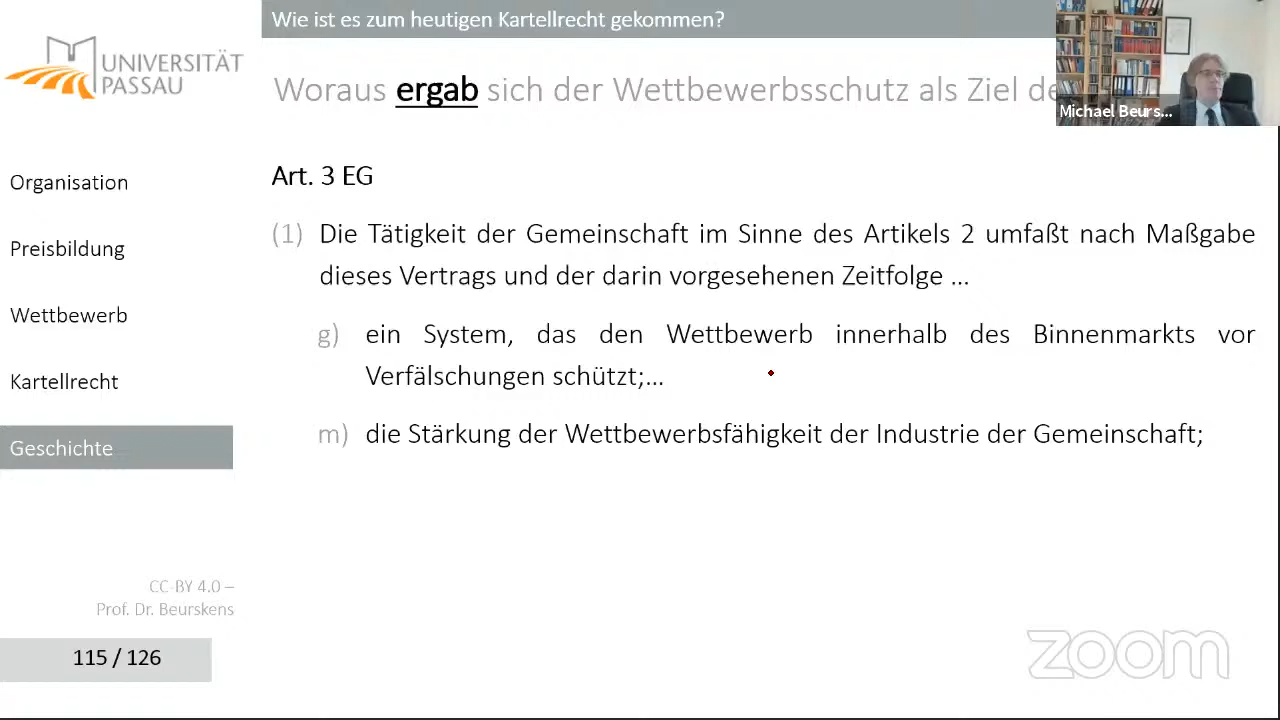 Wie ist es zum heutigen Kartellrecht gekommen?
UNIVERSITÄT
PASSAU
Woraus ergab sich der Wettbewerbsschutz als Ziel
Michael Beurs...
Art. 3 EG
Organisation
(1) Die Tätigkeit der Gemeinschaft im Sinne des Artikels 2 umfaßt nach Maßgabe
dieses Vertrags und der darin vorgesehenen Zeitfolge ...
Preisbildung
Wettbewerb
g) ein System, das den Wettbewerb innerhalb des Binnenmarkts vor
Verfälschungen schützt;...
Kartellrecht
m) die Stärkung der Wettbewerbsfähigkeit der Industrie der Gemeinschaft;
Geschichte
CC-BY 4.0 –
Prof. Dr. Beurskens
115 / 126
zoom